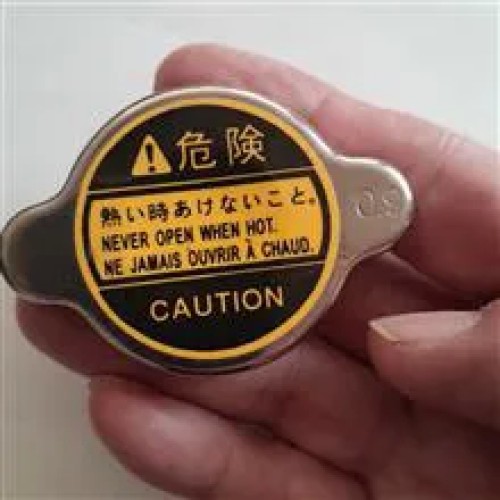 危険
熱い時あけないこと。
NEVER OPEN WHEN HOT.
NE JAMAIS OUVRIR À CHAUD.
CAUTION